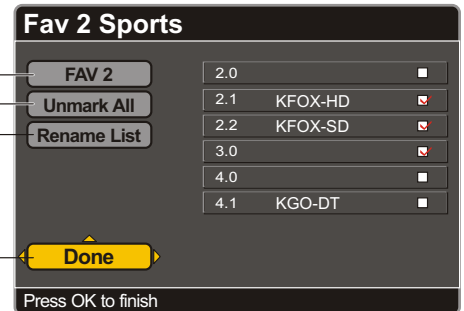 Fav 2 Sports
FAV 2
Unmark All
Rename List
Done
2.0
2.1 KFOX-HD
2.2 KFOX-SD
3.0
4.0
4.1 KGO-DT
Press OK to finish